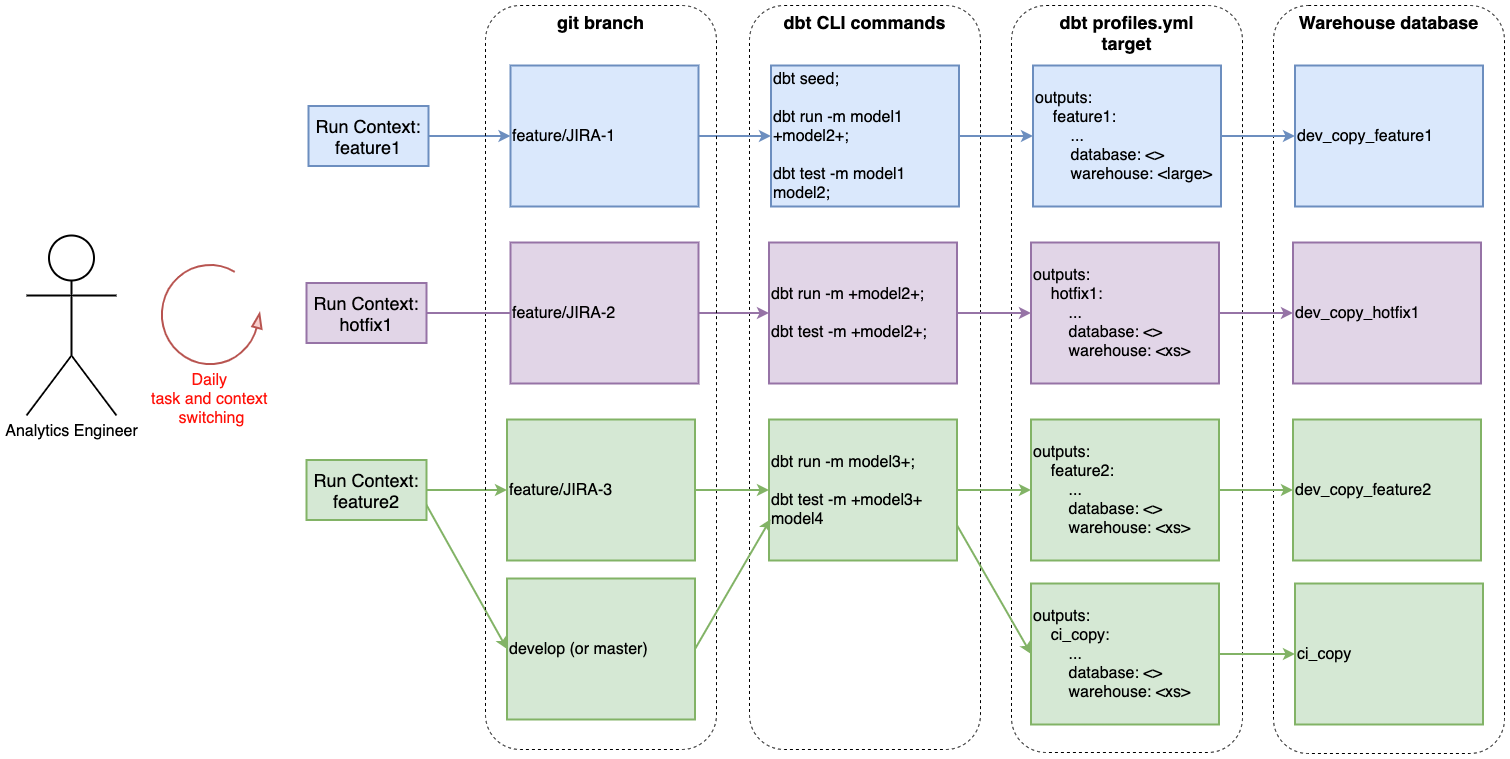 git branch
dbt CLI commands
dbt profiles.yml
target
Warehouse database
Run Context:
feature1
feature/JIRA-1
dbt seed;
dbt run -m model1
+model2+;
dbt test -m model1
model2;
outputs:
feature1:
...
database: <>
warehouse: <large>
dev_copy_feature1
Analytics Engineer
Daily
task and context
switching
Run Context:
hotfix1
feature/JIRA-2
dbt run -m +model2+;
dbt test -m +model2+;
outputs:
hotfix1:
...
database: <>
warehouse: <xs>
dev_copy_hotfix1
Run Context:
feature2
feature/JIRA-3
dbt run -m model3+;
dbt test -m +model3+
model4
outputs:
feature2:
...
database: <>
warehouse: <xs>
dev_copy_feature2
develop (or master)
outputs:
ci_copy:
...
database: <>
warehouse: <xs>
ci_copy